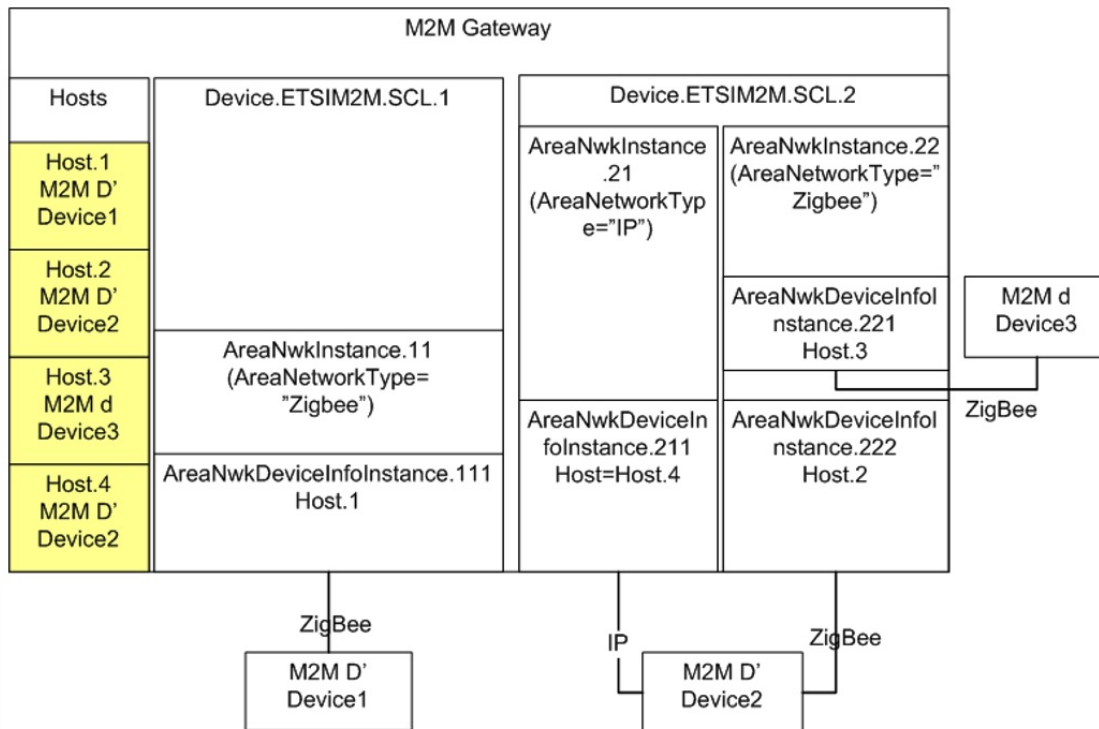 M2M Gateway
Hosts
Host.1
M2M D’
Device1
Host.2
M2M D’
Device2
Host.3
M2M d
Device3
Host.4
M2M D’
Device2
Device.ETSIM2M.SCL.1
AreaNwkInstance.11
(AreaNetworkType=
”Zigbee”)
AreaNwkDeviceInfoInstance.111
Host.1
Device.ETSIM2M.SCL.2
AreaNwkInstance
.21
(AreaNetworkTyp
e=”IP”)
AreaNwkDeviceIn
foInstance.211
Host=Host.4
AreaNwkInstance.22
(AreaNetworkType=”
Zigbee”)
AreaNwkDeviceInfoI
nstance.221
Host.3
AreaNwkDeviceInfoI
nstance.222
Host.2
M2M d
Device3
ZigBee
ZigBee
IP
ZigBee
M2M D’
Device1
M2M D’
Device2